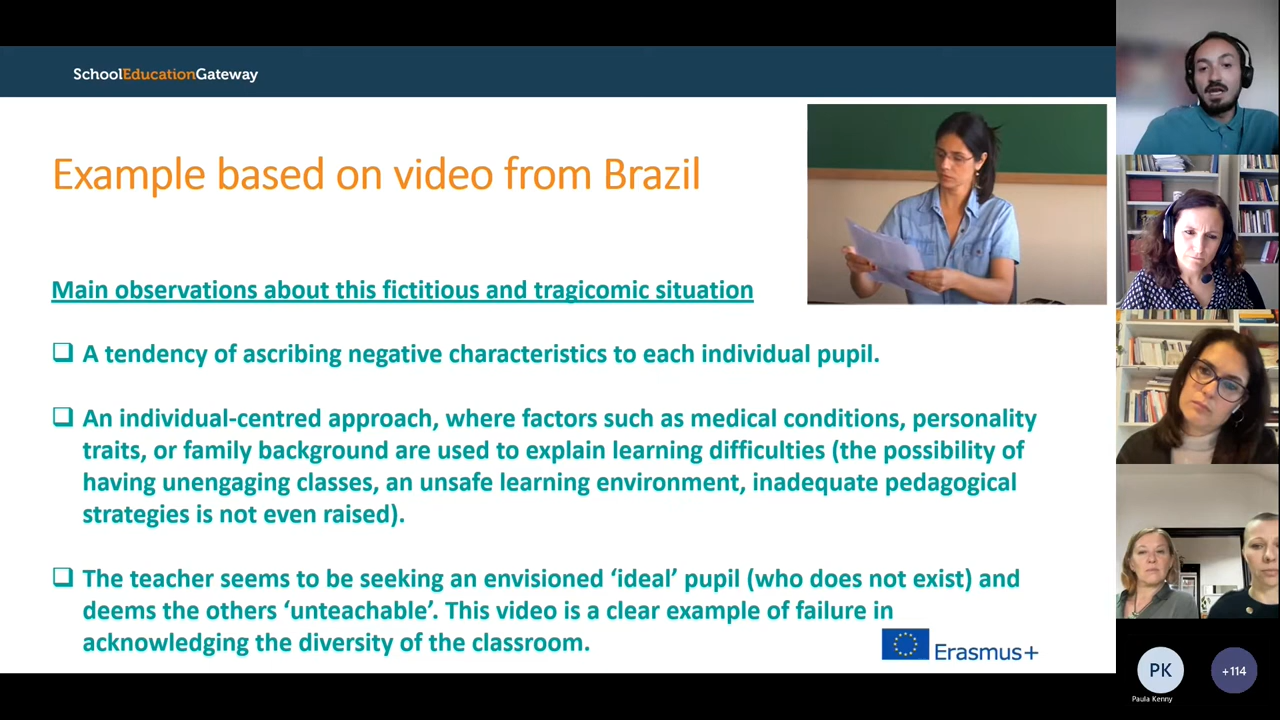 SchoolEducationGateway
Example based on video from Brazil
Main observations about this fictitious and tragicomic situation
A tendency of ascribing negative characteristics to each individual pupil.
An individual-centred approach, where factors such as medical conditions, personality
traits, or family background are used to explain learning difficulties (the possibility of
having unengaging classes, an unsafe learning environment, inadequate pedagogical
strategies is not even raised).
The teacher seems to be seeking an envisioned ‘ideal’ pupil (who does not exist) and
deems the others ‘unteachable’. This video is a clear example of failure in
acknowledging the diversity of the classroom.
Erasmus+
PK
Paula Kenny
+114